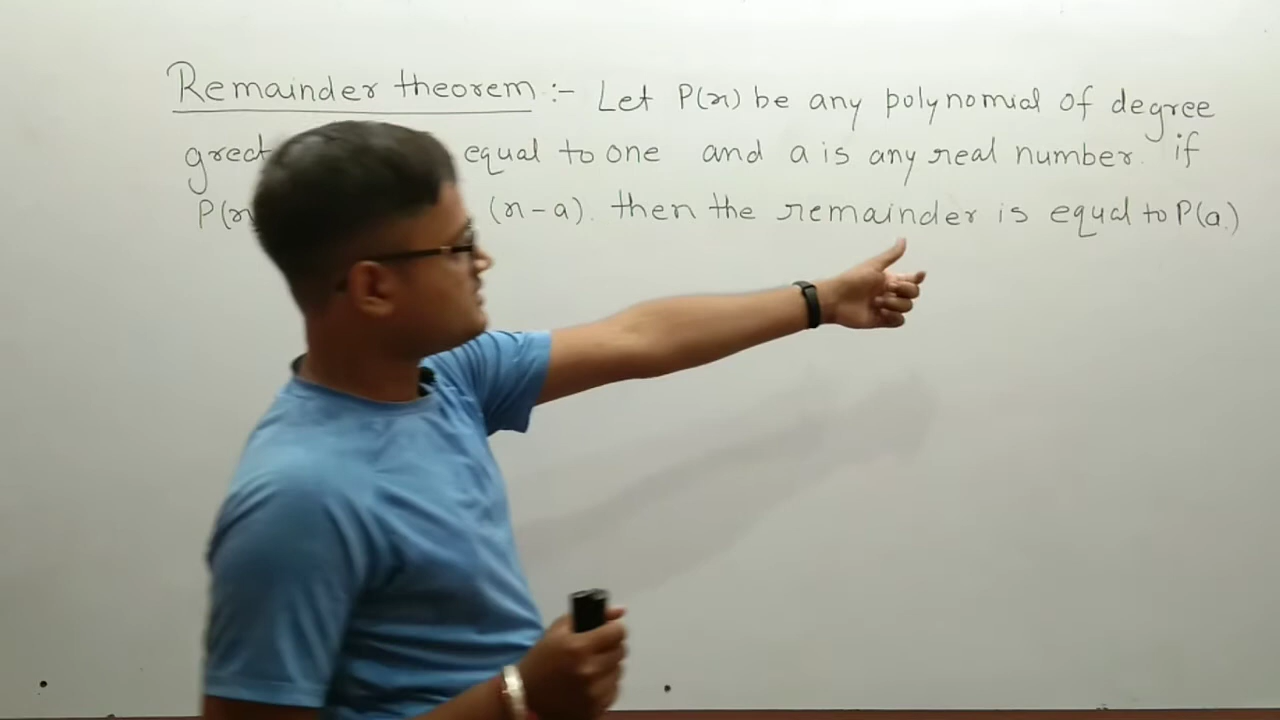 Remainder theorem :- Let P(x) be any polynomial of degree
equal to one and a is any real number. if
(x-a). then the remainder is equal to P(a.)